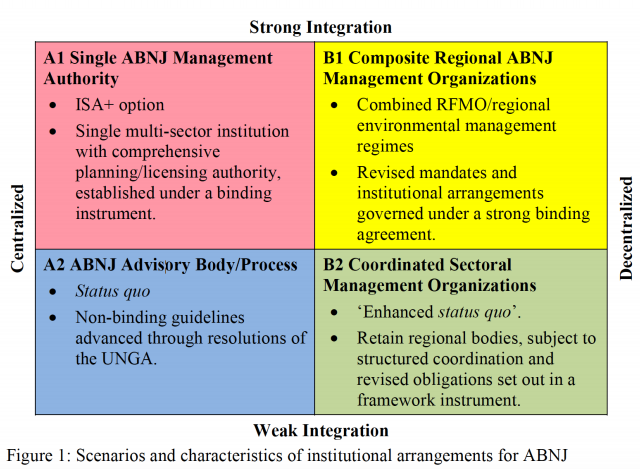 Strong Integration
A1 Single ABNJ Management
Authority
• ISA+ option
• Single multi-sector institution
with comprehensive
planning/licensing authority,
established under a binding
instrument.
B1 Composite Regional ABNJ
Management Organizations
• Combined RFMO/regional
environmental management
regimes
• Revised mandates and
institutional arrangements
governed under a strong binding
agreement.
Centralized
Decentralized
A2 ABNJ Advisory Body/Process
• Status quo
• Non-binding guidelines
advanced through resolutions of
the UNGA.
B2 Coordinated Sectoral
Management Organizations
• ‘Enhanced status quo’.
• Retain regional bodies, subject to
structured coordination and
revised obligations set out in a
framework instrument.
Weak Integration
Figure 1: Scenarios and characteristics of institutional arrangements for ABNJ